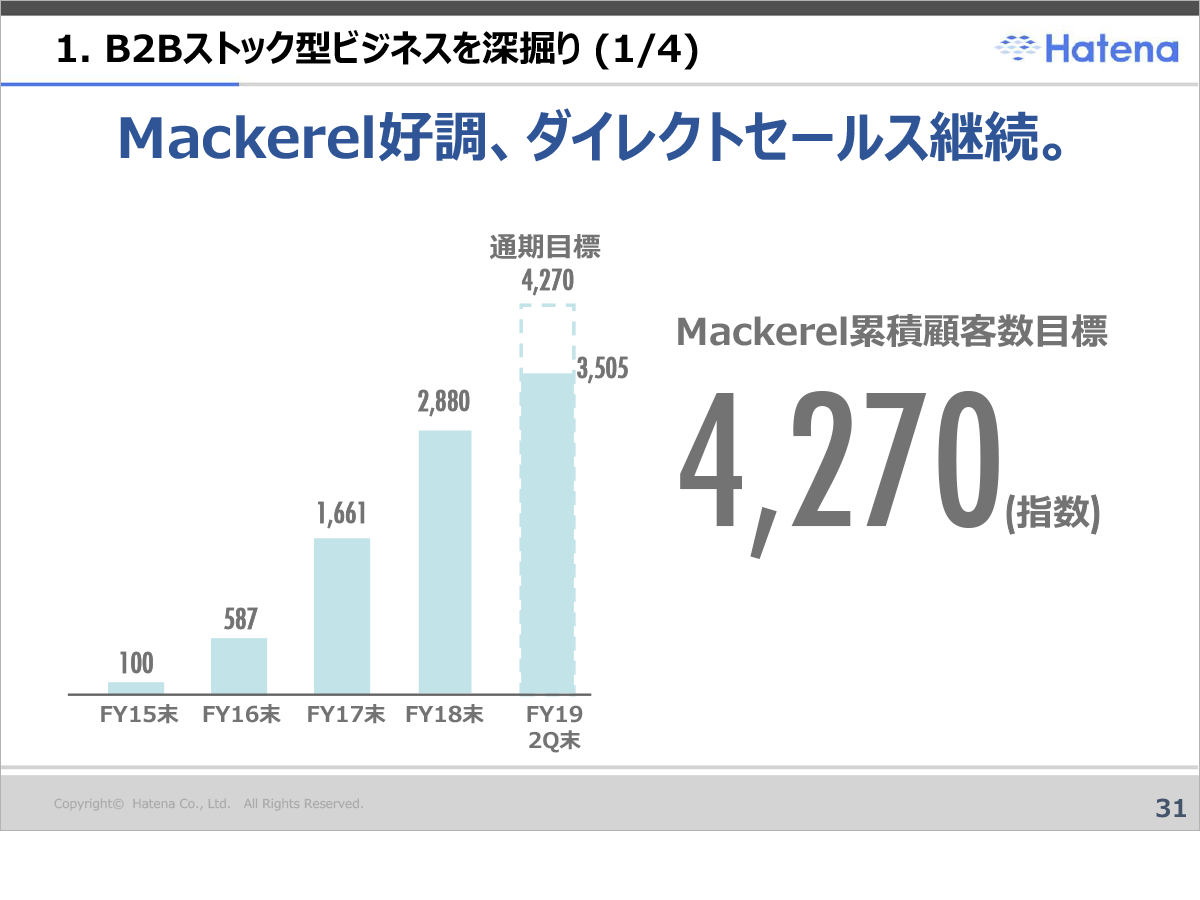 1. B2Bストック型ビジネスを深掘り (1/4)
Hatena
Mackerel好調、ダイレクトセールス継続。
通期目標
4,270
3,505
2,880
1,661
587
100
FY15末
FY16末
FY17末
FY18末
FY19
2Q末
Mackerel累積顧客数目標
4,270(指数)
Copyright© Hatena Co., Ltd. All Rights Reserved.
31